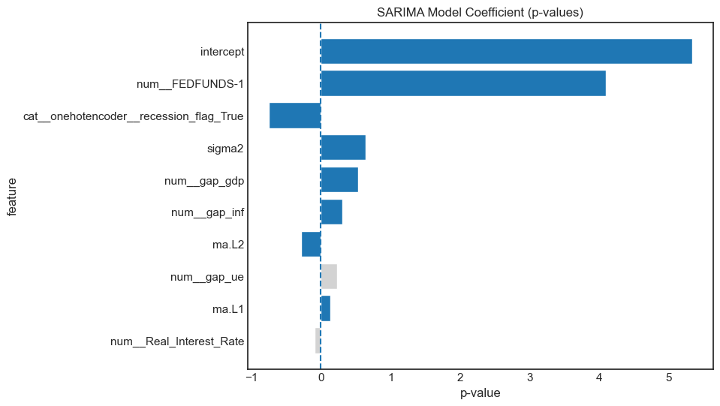 SARIMA Model Coefficient (p-values)
intercept
num__FEDFUNDS-1
cat__onehotencoder__recession_flag_True
sigma2
num__gap_gdp
num__gap_inf
ma.L2
num__gap_ue
ma.L1
num__Real_Interest_Rate
feature
−1 0 1 2 3 4 5
p-value